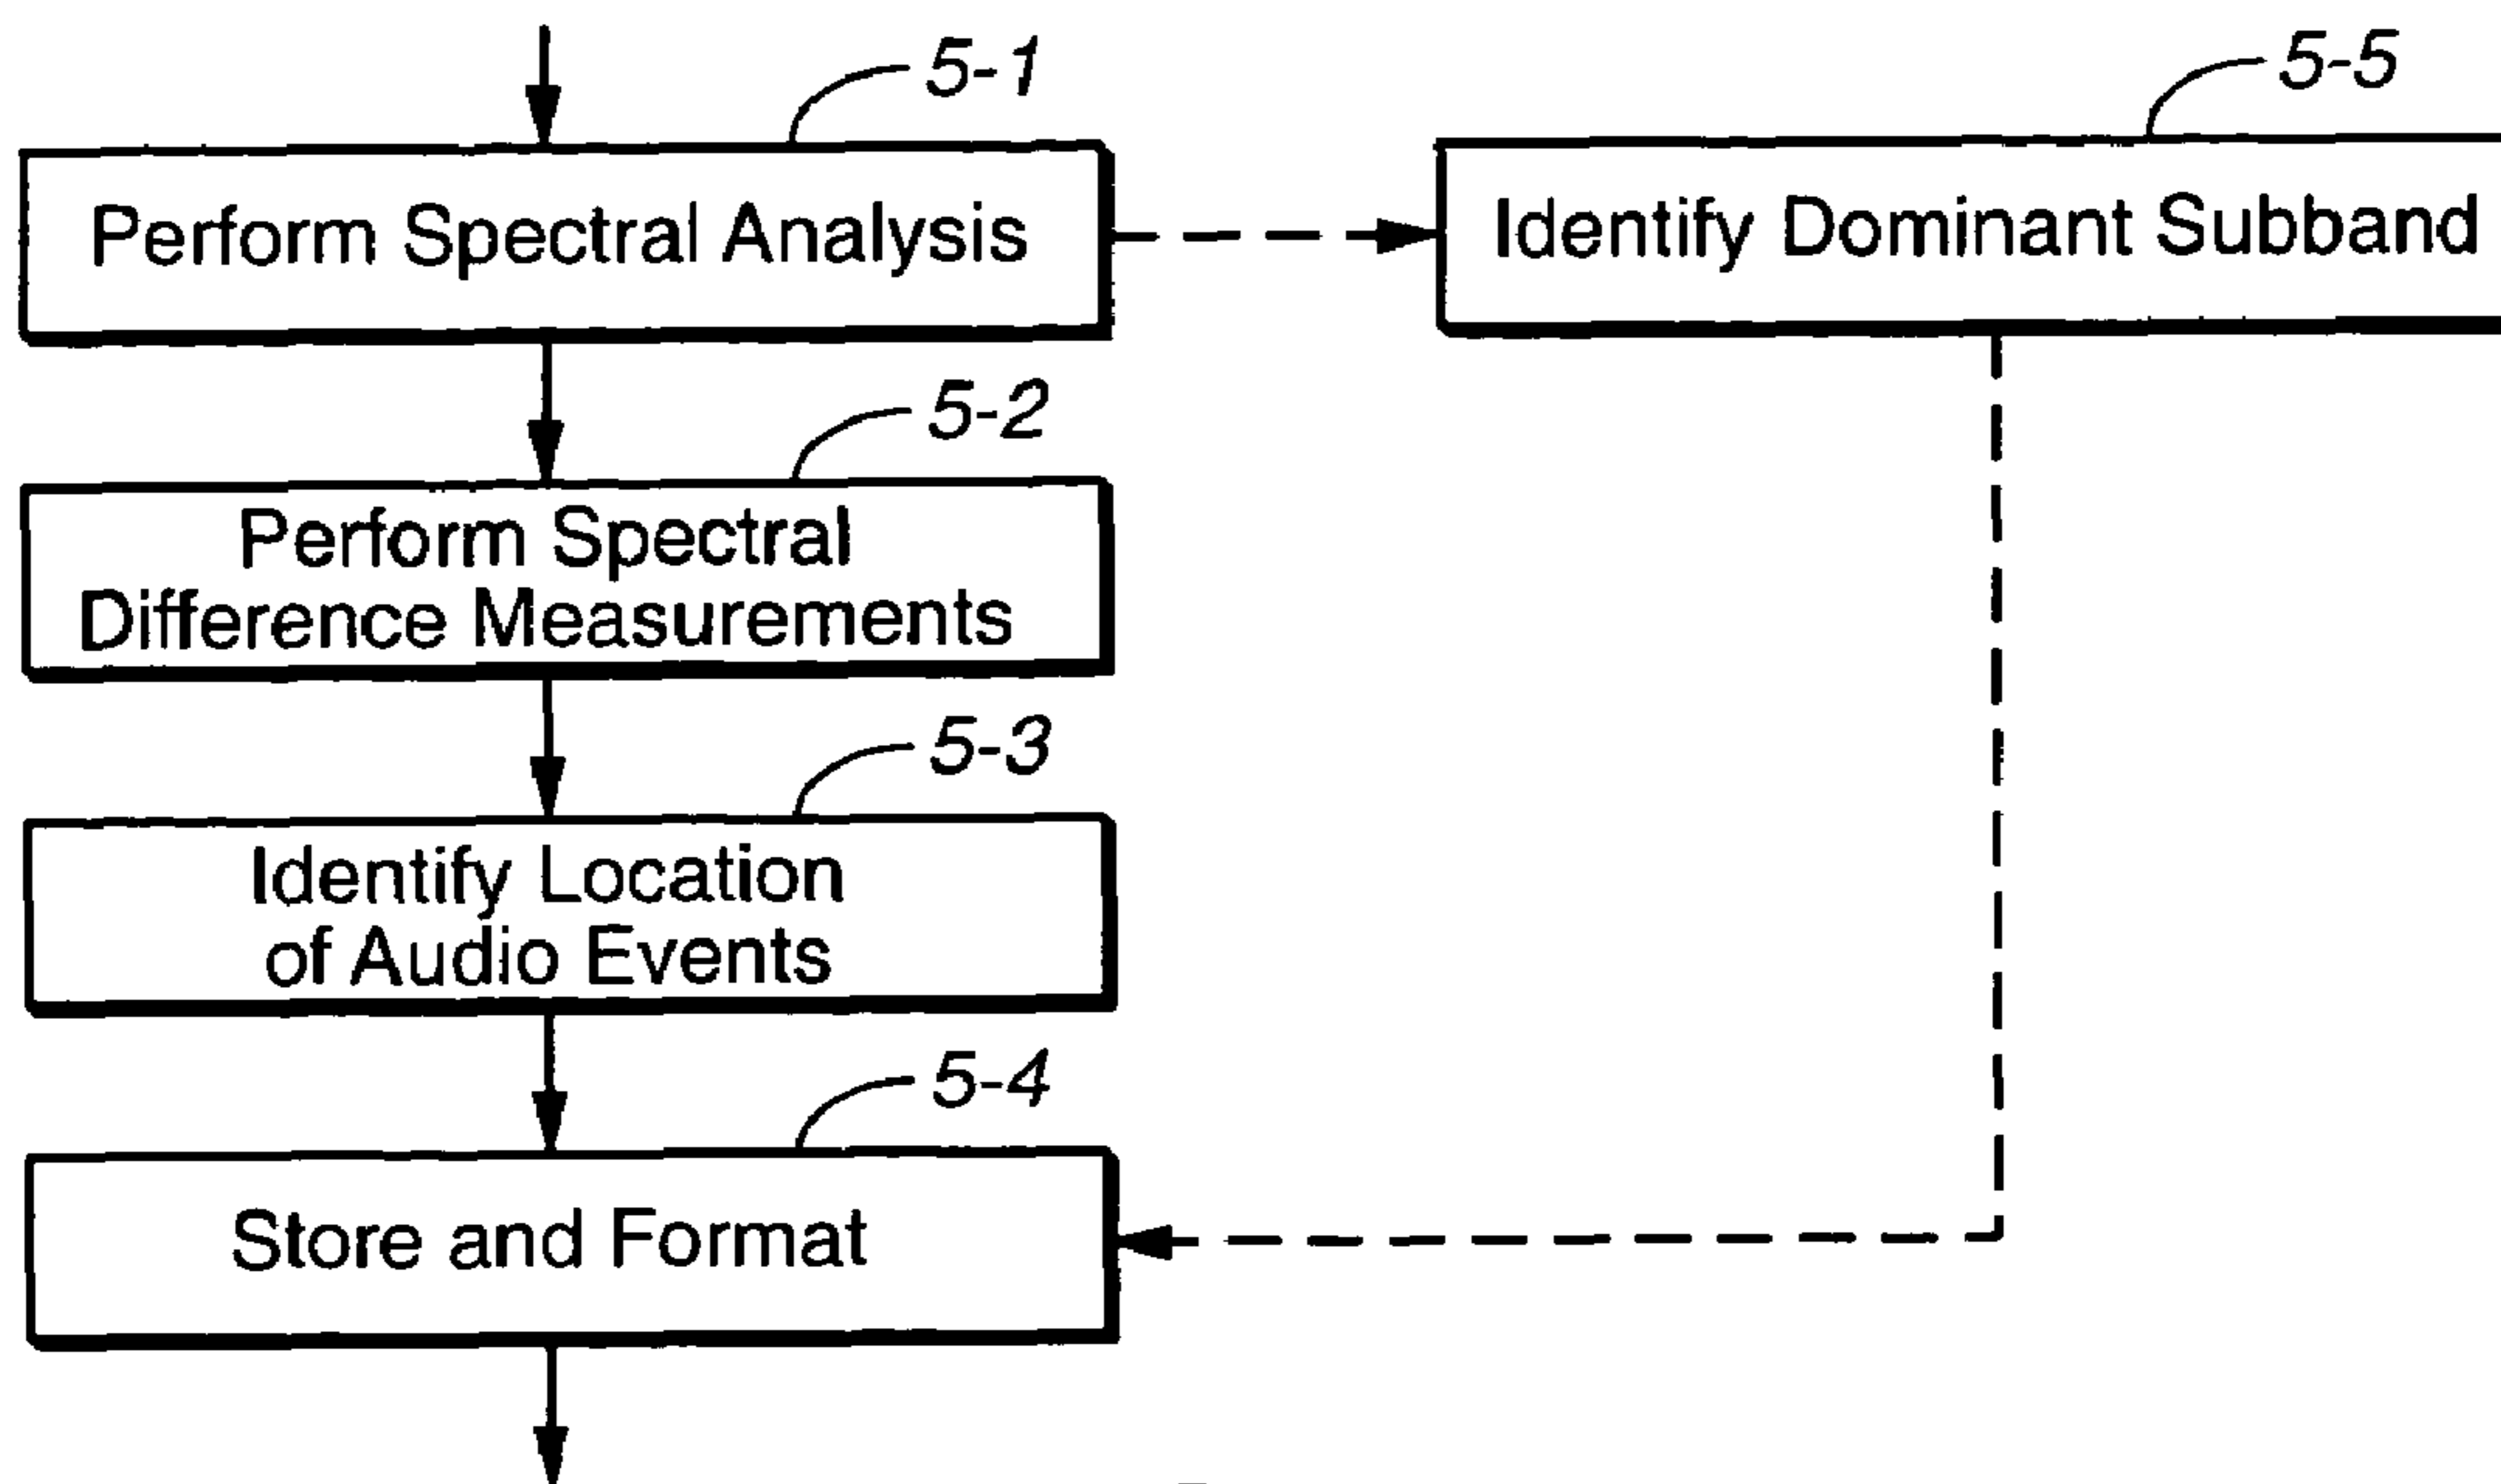 5-1
Perform Spectral Analysis
5-5
Identify Dominant Subband
5-2
Perform Spectral
Difference Measurements
5-3
Identify Location
of Audio Events
5-4
Store and Format